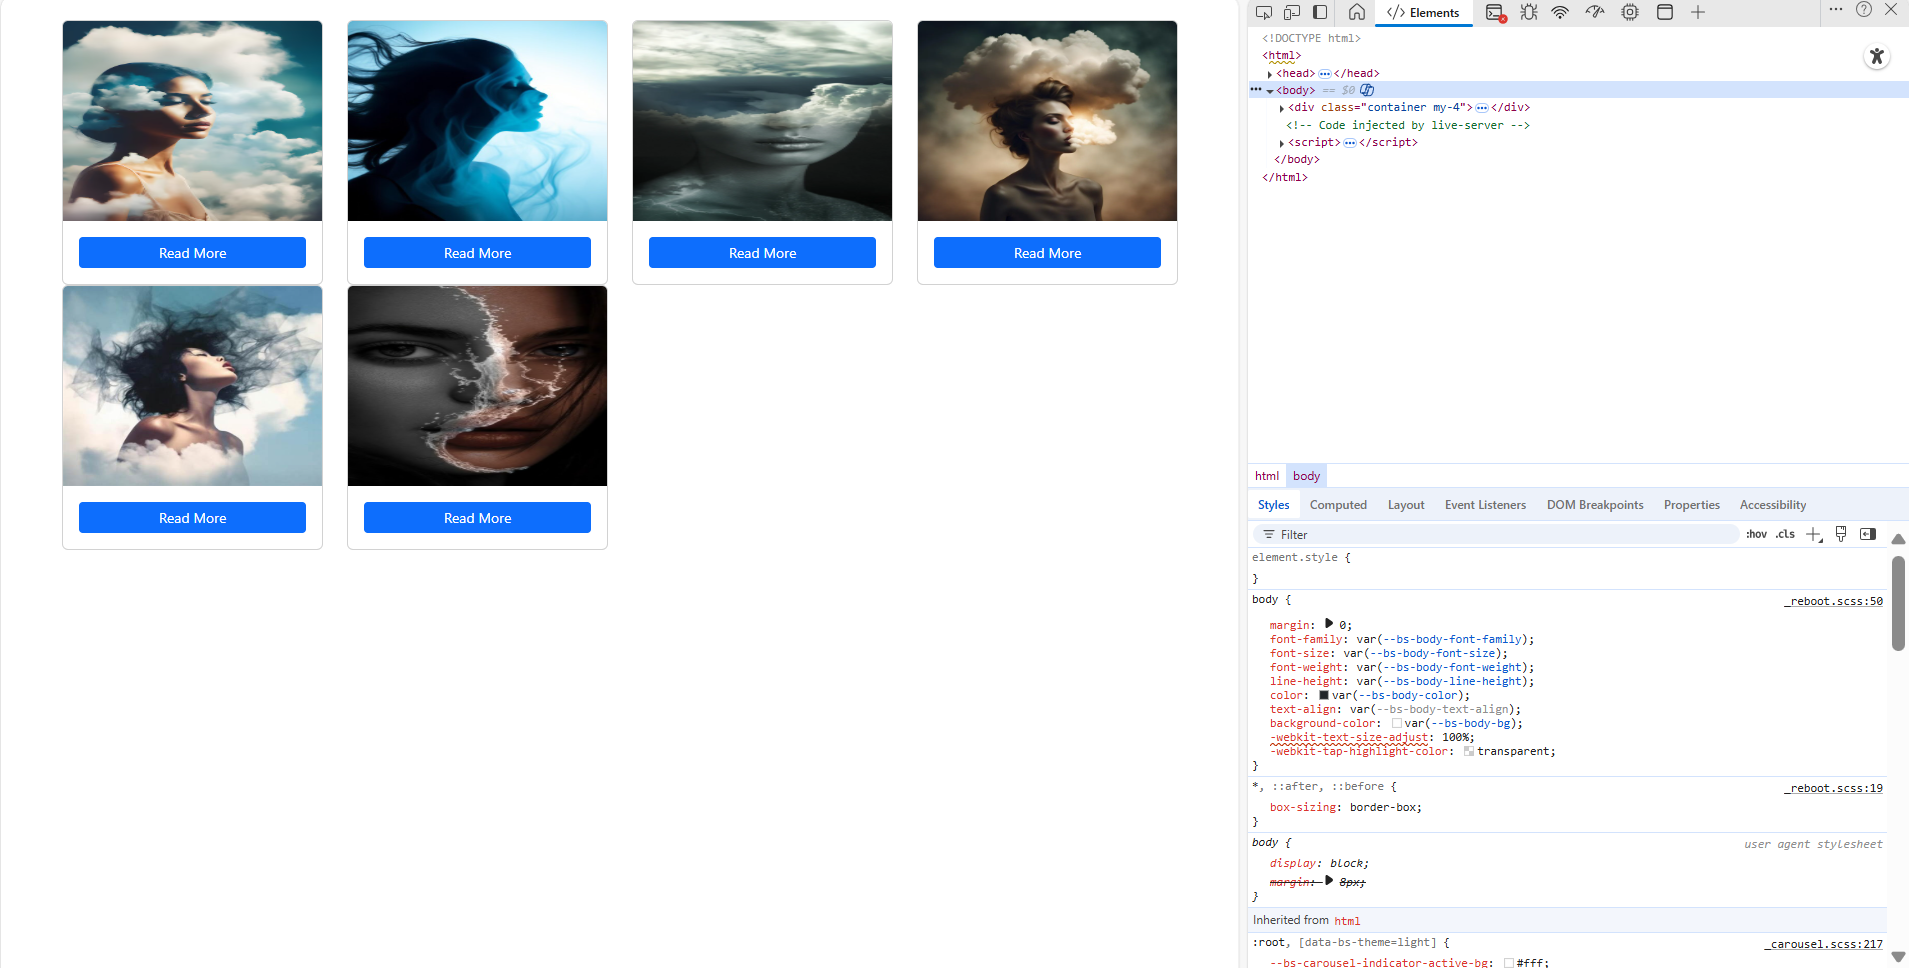 Read More
Read More
Read More
Read More
Read More
Read More
</> Elements
<!DOCTYPE html>
<html>
<head> ••• </head>
••• <body> == $0
<div class="container my-4"> ••• </div>
<!-- Code injected by live-server -->
<script> ••• </script>
</body>
</html>
html body
Styles Computed Layout Event Listeners DOM Breakpoints Properties Accessibility
Filter :hov .cls
element.style {
}
body { _reboot.scss:50
margin: 0;
font-family: var(--bs-body-font-family);
font-size: var(--bs-body-font-size);
font-weight: var(--bs-body-font-weight);
line-height: var(--bs-body-line-height);
color: var(--bs-body-color);
text-align: var(--bs-body-text-align);
background-color: var(--bs-body-bg);
-webkit-text-size-adjust: 100%;
-webkit-tap-highlight-color: transparent;
}
*, ::after, ::before { _reboot.scss:19
box-sizing: border-box;
}
body { user agent stylesheet
display: block;
margin: 8px;
}
Inherited from html
:root, [data-bs-theme=light] { _carousel.scss:217
--bs-carousel-indicator-active-bg: #fff;